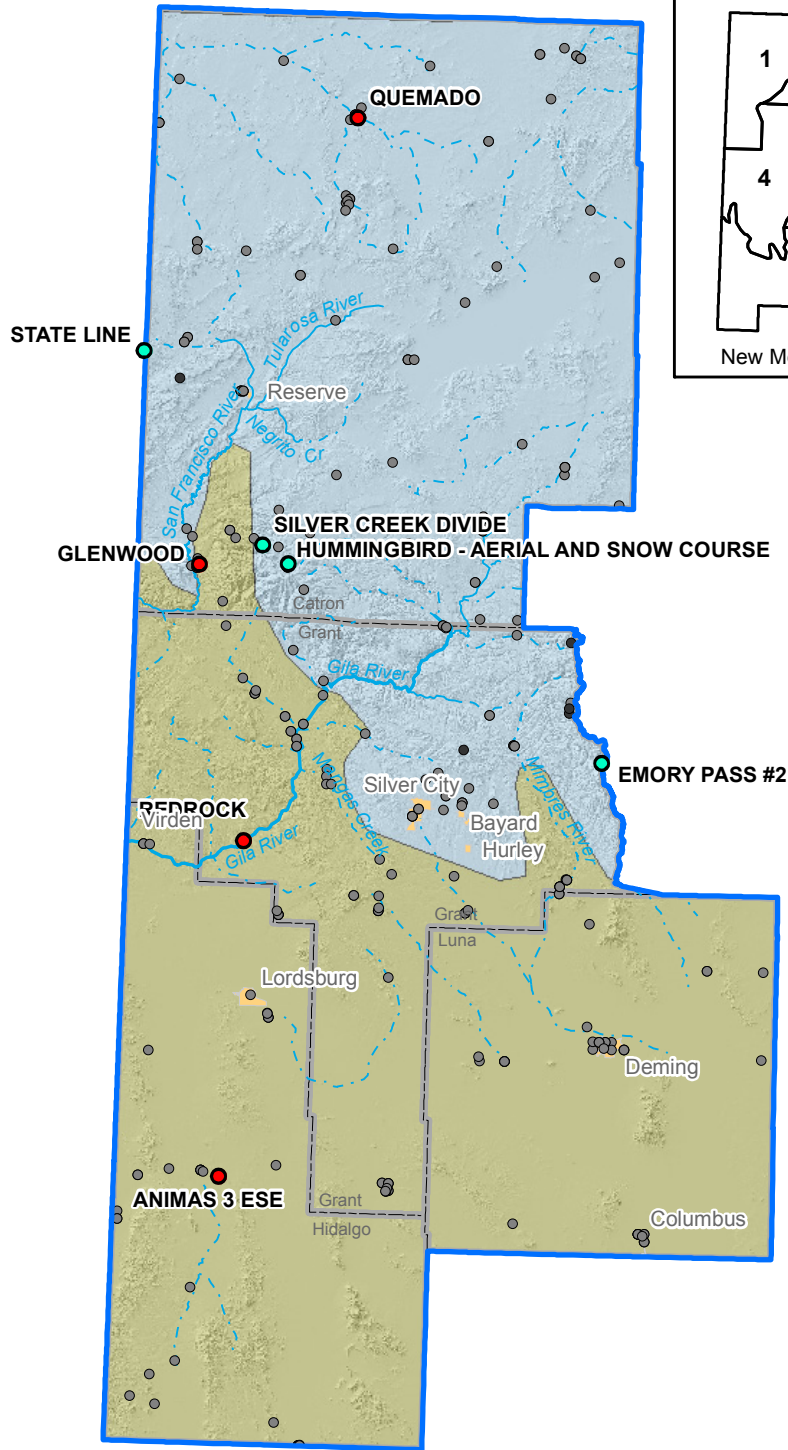 1
QUEMADO
4
STATE LINE
New M
Tularosa River
Reserve
San Francisco River
Negrito Cr
SILVER CREEK DIVIDE
GLENWOOD
HUMMINGBIRD - AERIAL AND SNOW COURSE
Catron
Grant
Gila River
EMORY PASS #2
Mangas Creek
Silver City
Mimbres River
REDROCK
Virden
Bayard
Hurley
Gila River
Grant
Luna
Lordsburg
Deming
ANIMAS 3 ESE
Grant
Hidalgo
Columbus